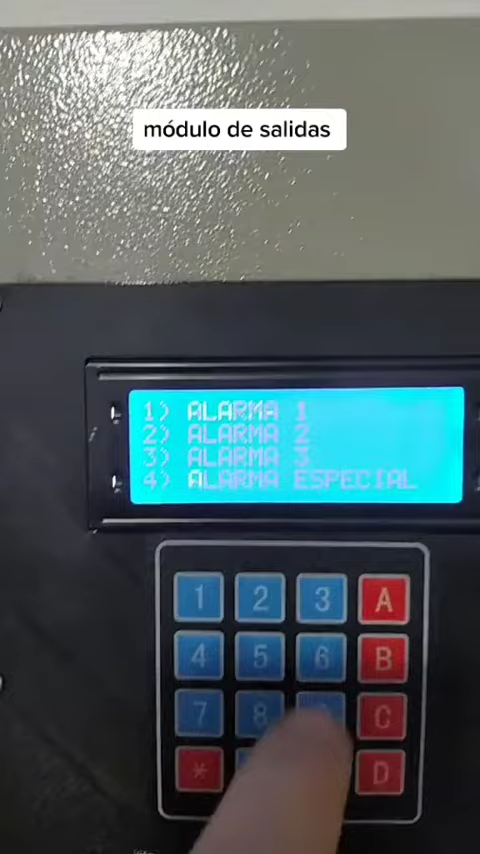 módulo de salidas
1) ALARMA 1
2) ALARMA 2
3) ALARMA 3
4) ALARMA ESPECIAL
1 2 3 A
4 5 6 B
7 8 C
* D